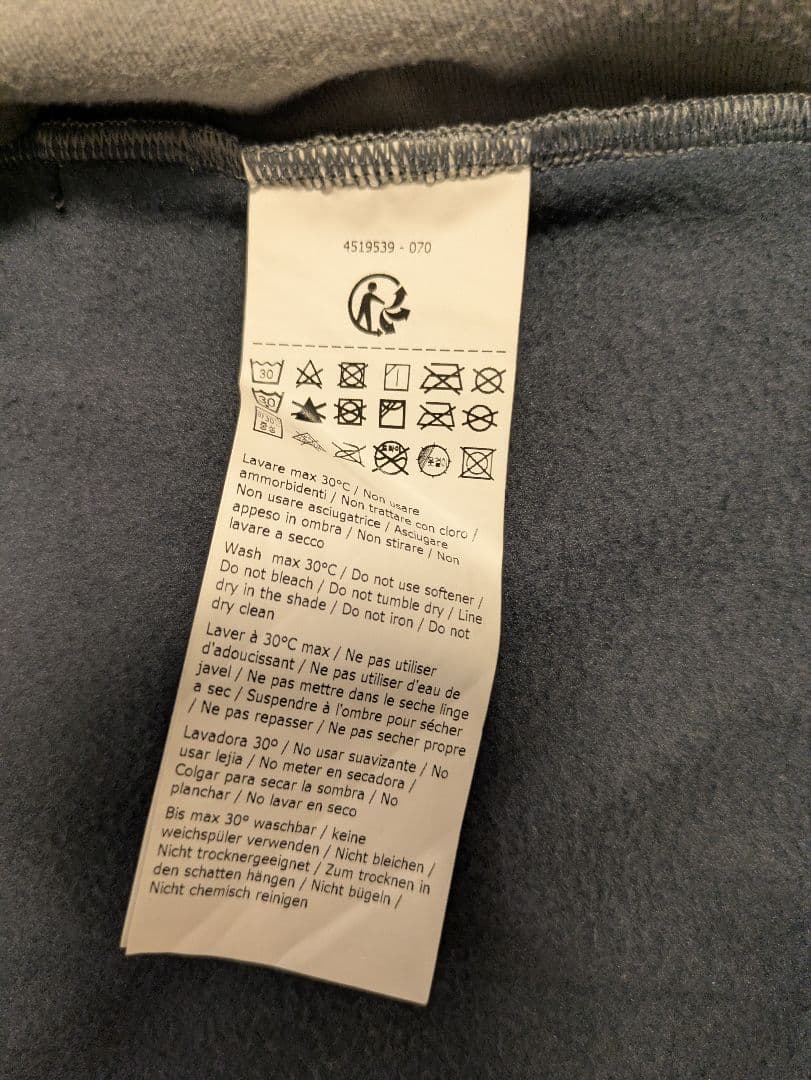 4519539 - 070
30
30
Lavare max 30°C / Non usare
ammorbidenti / Non trattare con cloro /
Non usare asciugatrice / Asciugare
appeso in ombra / Non stirare / Non
lavare a secco
Wash max 30°C / Do not use softener /
Do not bleach / Do not tumble dry / Line
dry in the shade / Do not iron / Do not
dry clean
Laver à 30°C max / Ne pas utiliser
d'adoucissant / Ne pas utiliser d'eau de
javel / Ne pas mettre dans le seche linge
a sec / Suspendre à l'ombre pour sécher
/ Ne pas repasser / Ne pas secher propre
Lavadora 30º / No usar suavizante / No
usar lejia / No meter en secadora /
Colgar para secar la sombra / No
planchar / No lavar en seco
Bis max 30° waschbar / keine
weichspüler verwenden / Nicht bleichen /
Nicht trocknergeeignet / Zum trocknen in
den schatten hängen / Nicht bügeln /
Nicht chemisch reinigen